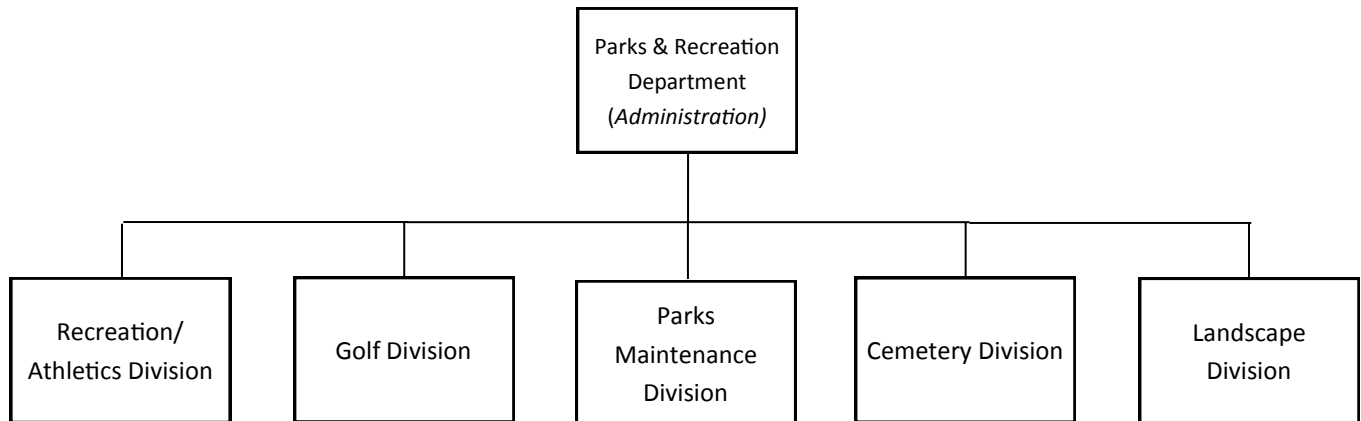 Parks & Recreation
Department
(Administration)
Recreation/
Athletics Division
Golf Division
Parks
Maintenance
Division
Cemetery Division
Landscape
Division